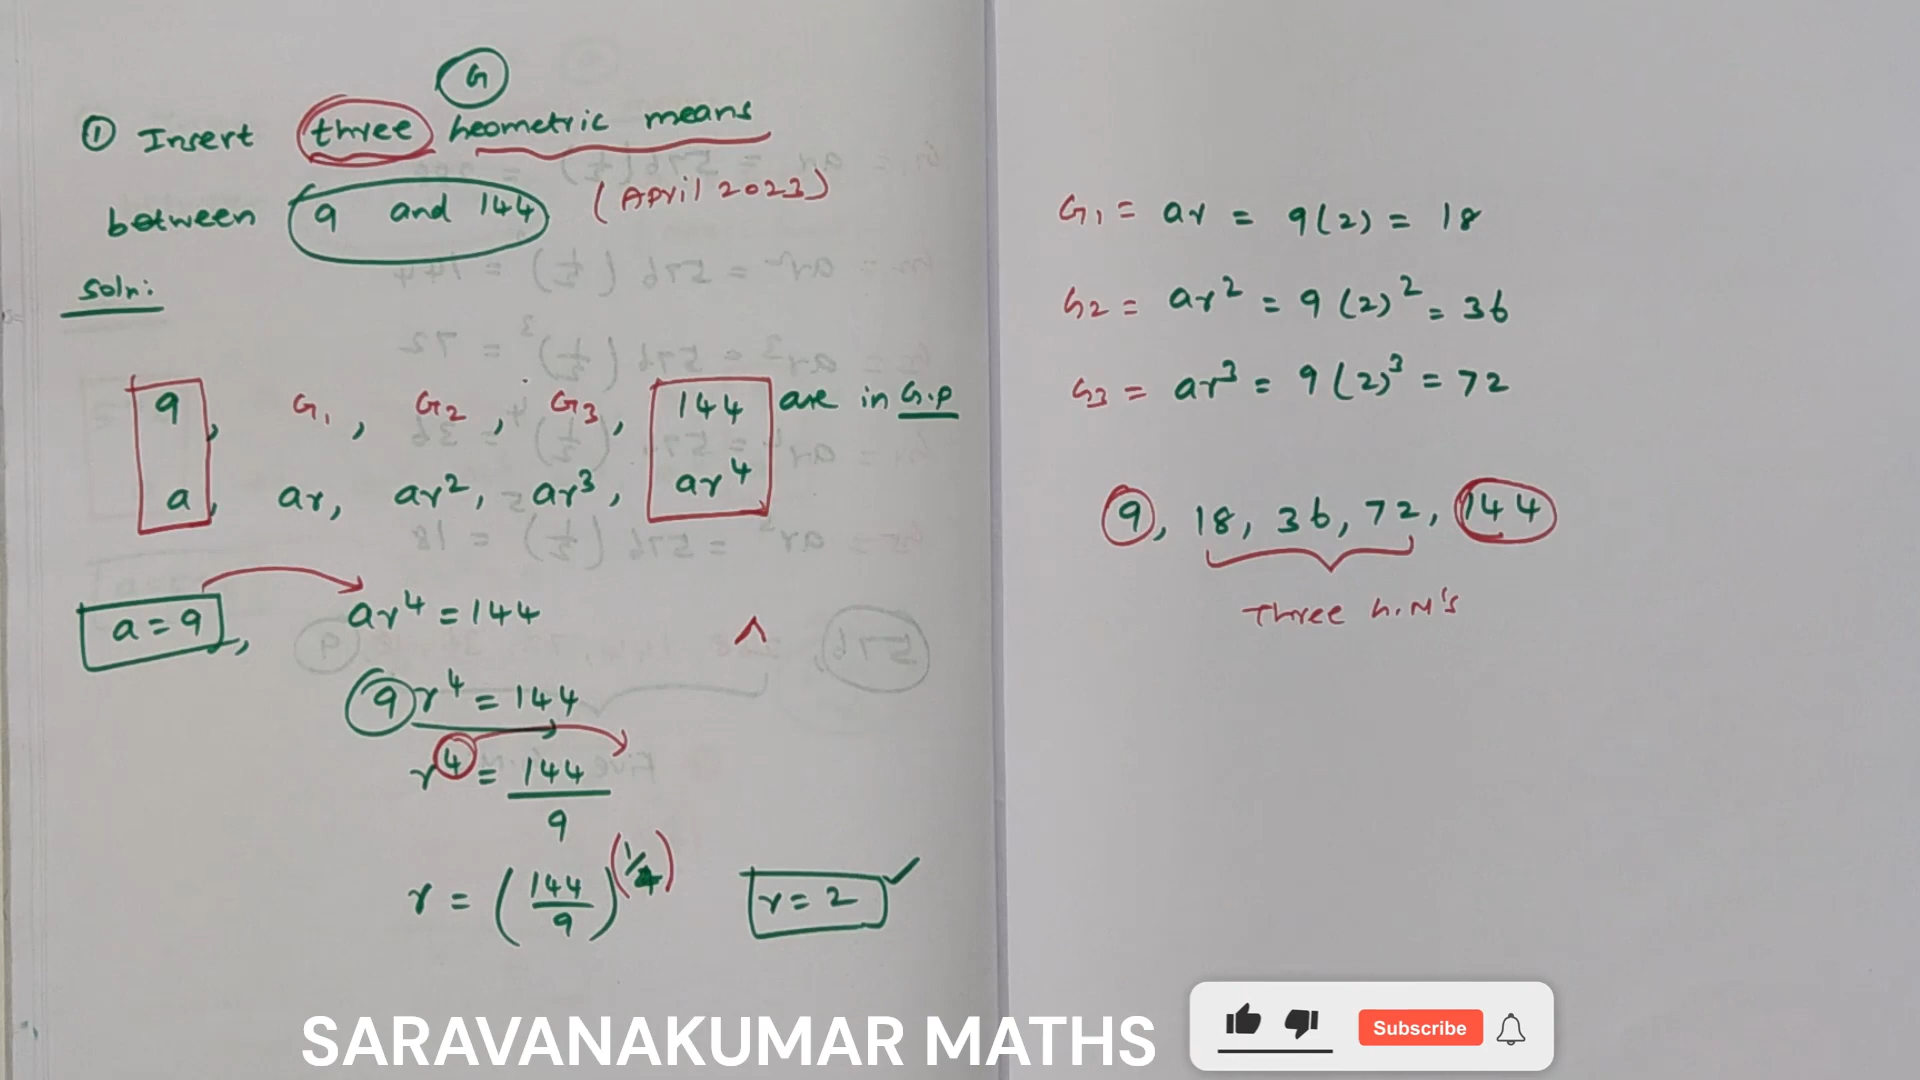 G
① Insert three Geometric means
between 9 and 144 (April 2023)
Soln:
9, G₁, G₂, G₃, 144 are in G.P
a, ar, ar², ar³, ar⁴
a = 9, ar⁴ = 144
9r⁴ = 144
r⁴ = 144/9
r = (144/9)^(1/4) r = 2 ✓
G₁ = ar = 9(2) = 18
G₂ = ar² = 9(2)² = 36
G₃ = ar³ = 9(2)³ = 72
9, 18, 36, 72, 144
Three G.M's
SARAVANAKUMAR MATHS
Subscribe